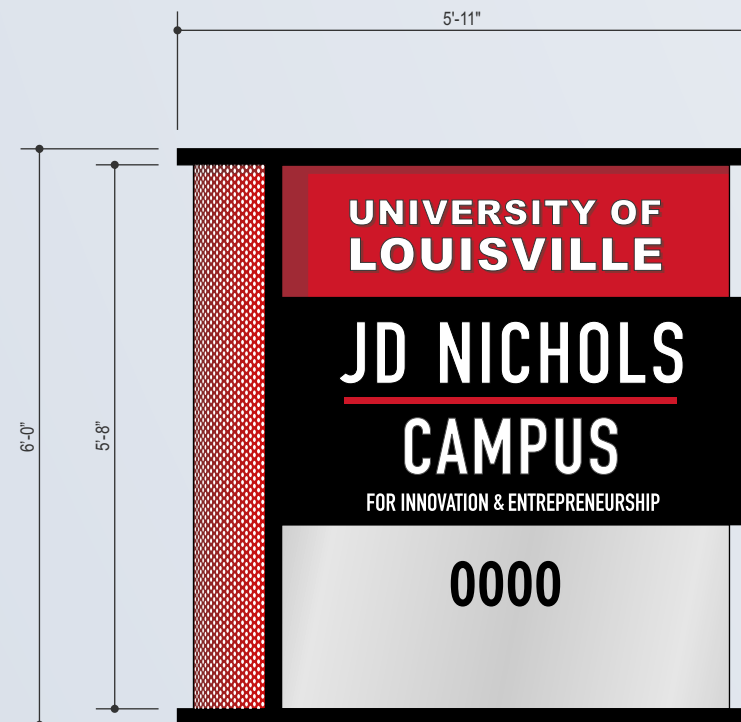 5'-11"
UNIVERSITY OF
LOUISVILLE
JD NICHOLS
CAMPUS
FOR INNOVATION & ENTREPRENEURSHIP
0000
6'-0"
5'-8"